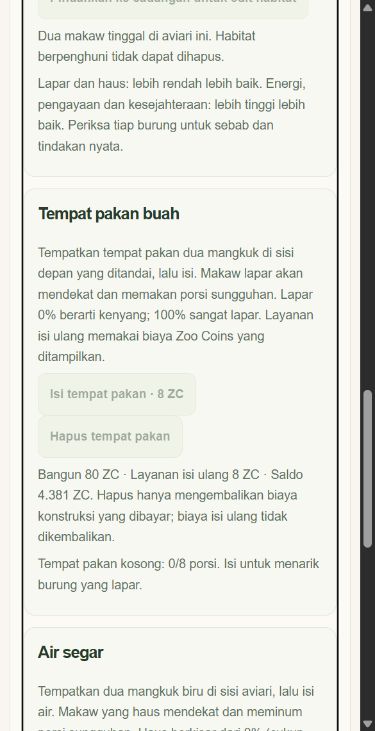 Dua makaw tinggal di aviari ini. Habitat
berpenghuni tidak dapat dihapus.
Lapar dan haus: lebih rendah lebih baik. Energi,
pengayaan dan kesejahteraan: lebih tinggi lebih
baik. Periksa tiap burung untuk sebab dan
tindakan nyata.
Tempat pakan buah
Tempatkan tempat pakan dua mangkuk di sisi
depan yang ditandai, lalu isi. Makaw lapar akan
mendekat dan memakan porsi sungguhan. Lapar
0% berarti kenyang; 100% sangat lapar. Layanan
isi ulang memakai biaya Zoo Coins yang
ditampilkan.
Isi tempat pakan · 8 ZC
Hapus tempat pakan
Bangun 80 ZC · Layanan isi ulang 8 ZC · Saldo
4.381 ZC. Hapus hanya mengembalikan biaya
konstruksi yang dibayar; biaya isi ulang tidak
dikembalikan.
Tempat pakan kosong: 0/8 porsi. Isi untuk menarik
burung yang lapar.
Air segar
Tempatkan dua mangkuk biru di sisi aviari, lalu isi
air. Makaw yang haus mendekat dan meminum